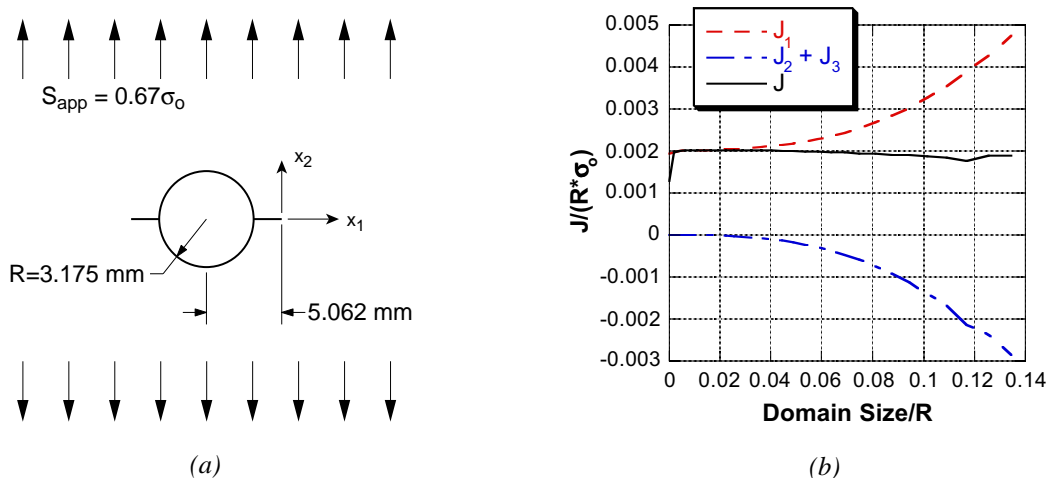 S_app = 0.67σ_o
x_2
x_1
R=3.175 mm
5.062 mm
(a)
J_1
J_2 + J_3
J
0.005
0.004
0.003
0.002
0.001
0
-0.001
-0.002
-0.003
J/(R*σ_o)
0 0.02 0.04 0.06 0.08 0.1 0.12 0.14
Domain Size/R
(b)